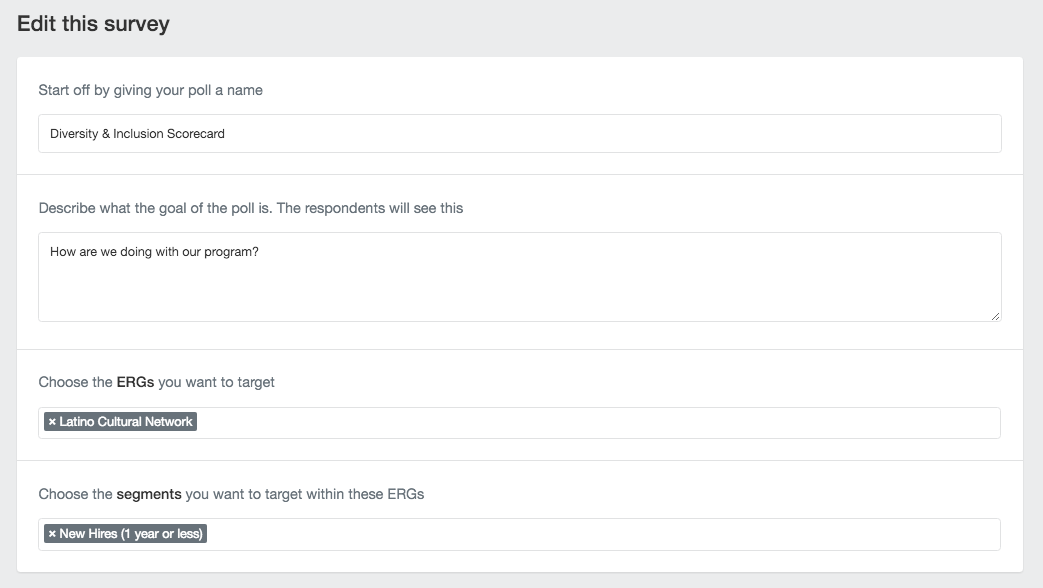 Edit this survey
Start off by giving your poll a name
Diversity & Inclusion Scorecard
Describe what the goal of the poll is. The respondents will see this
How are we doing with our program?
Choose the ERGs you want to target
× Latino Cultural Network
Choose the segments you want to target within these ERGs
× New Hires (1 year or less)